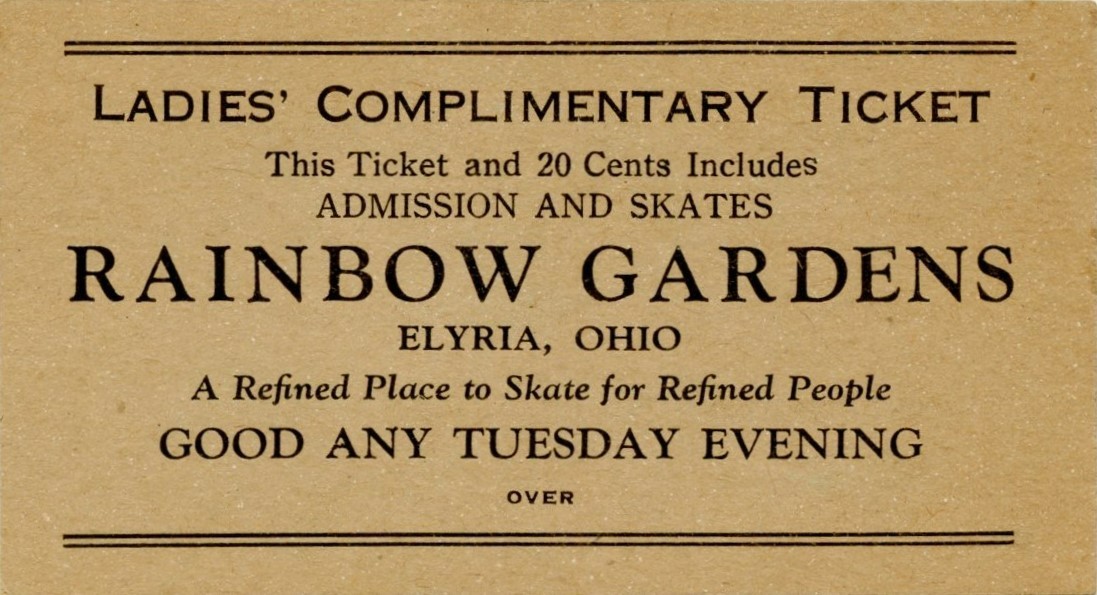 LADIES' COMPLIMENTARY TICKET
This Ticket and 20 Cents Includes
ADMISSION AND SKATES
RAINBOW GARDENS
ELYRIA, OHIO
A Refined Place to Skate for Refined People
GOOD ANY TUESDAY EVENING
OVER